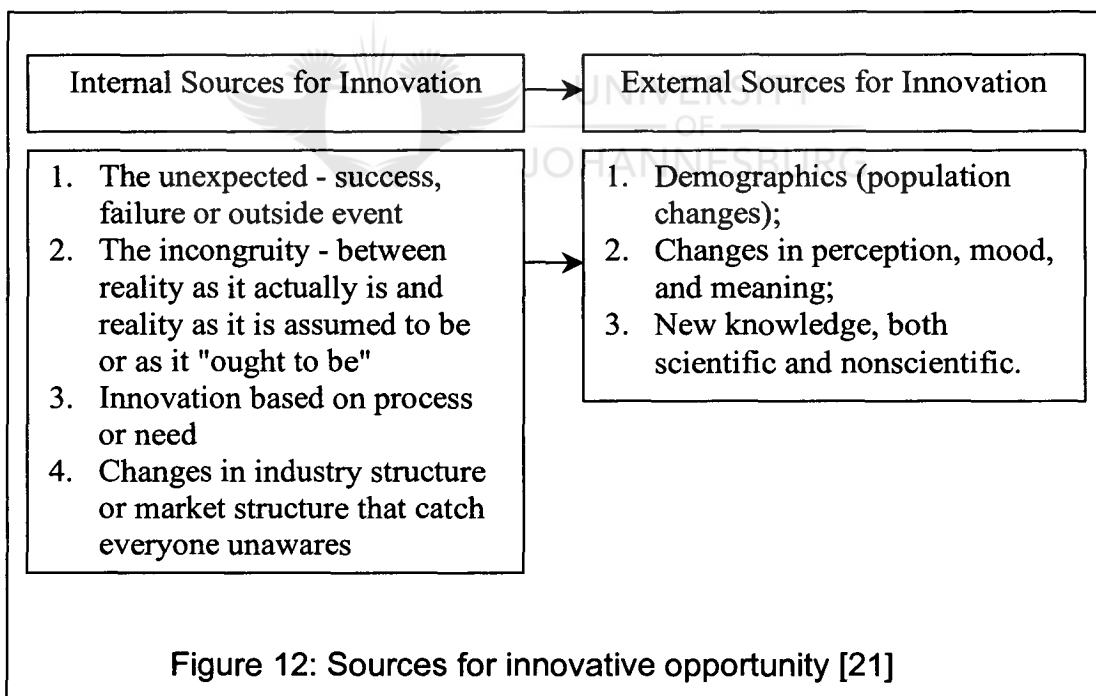 Internal Sources for Innovation
External Sources for Innovation
UNIVERSITY
OF
JOHANNESBURG
1. The unexpected - success,
failure or outside event
2. The incongruity - between
reality as it actually is and
reality as it is assumed to be
or as it "ought to be"
3. Innovation based on process
or need
4. Changes in industry structure
or market structure that catch
everyone unawares
1. Demographics (population
changes);
2. Changes in perception, mood,
and meaning;
3. New knowledge, both
scientific and nonscientific.
Figure 12: Sources for innovative opportunity [21]